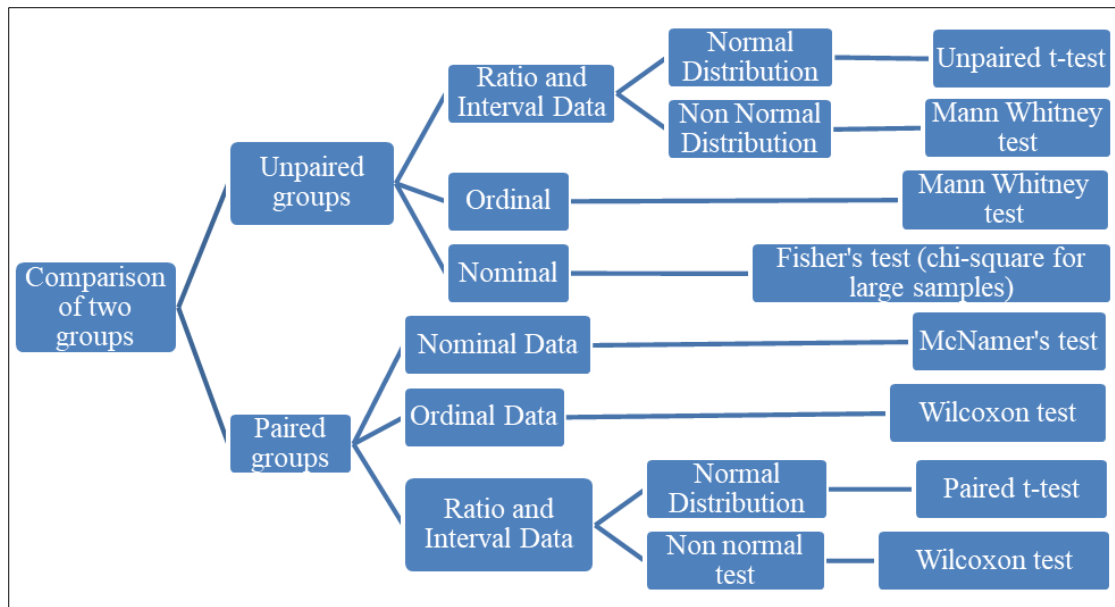 Comparison
of two
groups
Unpaired
groups
Ratio and
Interval Data
Normal
Distribution
Unpaired t-test
Non Normal
Distribution
Mann Whitney
test
Ordinal
Mann Whitney
test
Nominal
Fisher's test (chi-square for
large samples)
Paired
groups
Nominal Data
McNamer's test
Ordinal Data
Wilcoxon test
Ratio and
Interval Data
Normal
Distribution
Paired t-test
Non normal
test
Wilcoxon test